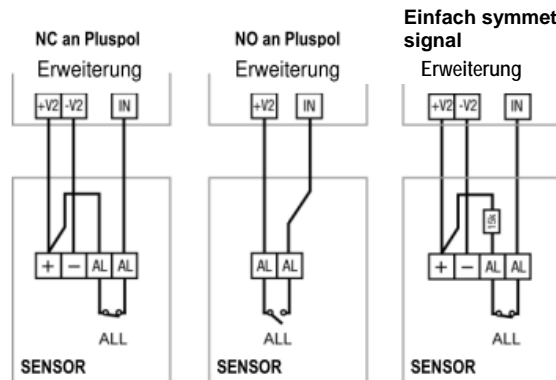 NC an Pluspol
Erweiterung
+V2 -V2 IN
+ - AL AL
ALL
SENSOR
NO an Pluspol
Erweiterung
+V2 IN
AL AL
ALL
SENSOR
Einfach symmet
signal
Erweiterung
+V2 -V2 IN
15k
+ - AL AL
ALL
SENSOR